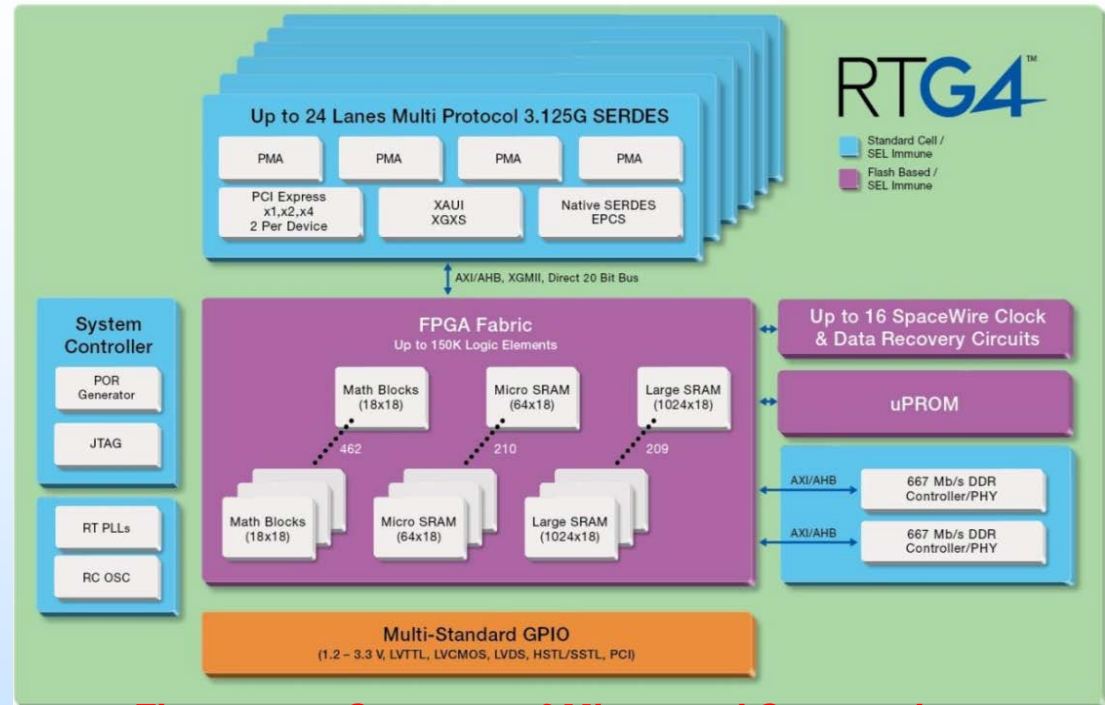 RTG4™
Standard Cell /
SEL Immune
Flash Based /
SEL Immune
Up to 24 Lanes Multi Protocol 3.125G SERDES
PMA
PMA
PMA
PMA
PCI Express
x1,x2,x4
2 Per Device
XAUI
XGXS
Native SERDES
EPCS
AXI/AHB, XGMII, Direct 20 Bit Bus
System
Controller
POR
Generator
JTAG
RT PLLs
RC OSC
FPGA Fabric
Up to 150K Logic Elements
Math Blocks
(18x18)
Micro SRAM
(64x18)
Large SRAM
(1024x18)
462
210
209
Math Blocks
(18x18)
Micro SRAM
(64x18)
Large SRAM
(1024x18)
Up to 16 SpaceWire Clock
& Data Recovery Circuits
uPROM
AXI/AHB
667 Mb/s DDR
Controller/PHY
AXI/AHB
667 Mb/s DDR
Controller/PHY
Multi-Standard GPIO
(1.2 – 3.3 V, LVTTL, LVCMOS, LVDS, HSTL/SSTL, PCI)